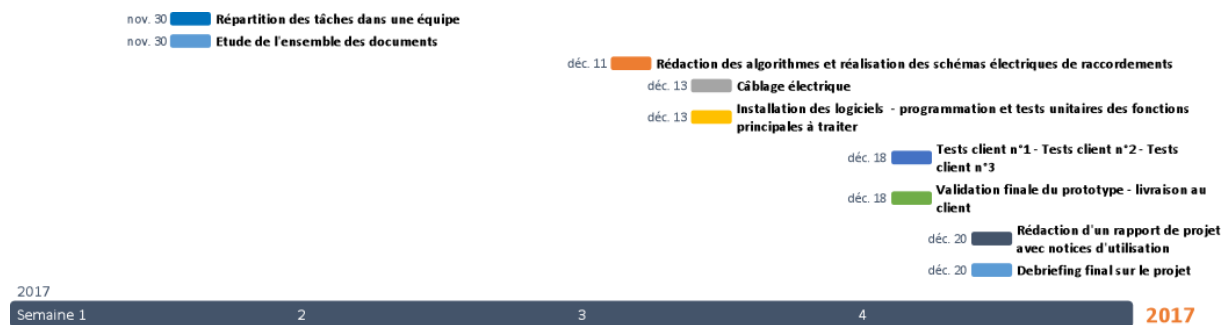 nov. 30 Répartition des tâches dans une équipe
nov. 30 Etude de l'ensemble des documents
déc. 11 Rédaction des algorithmes et réalisation des schémas électriques de raccordements
déc. 13 Câblage électrique
déc. 13 Installation des logiciels - programmation et tests unitaires des fonctions
principales à traiter
déc. 18 Tests client n°1 - Tests client n°2 - Tests
client n°3
déc. 18 Validation finale du prototype - livraison au
client
déc. 20 Rédaction d'un rapport de projet
avec notices d'utilisation
déc. 20 Debriefing final sur le projet
2017
Semaine 1 2 3 4 2017